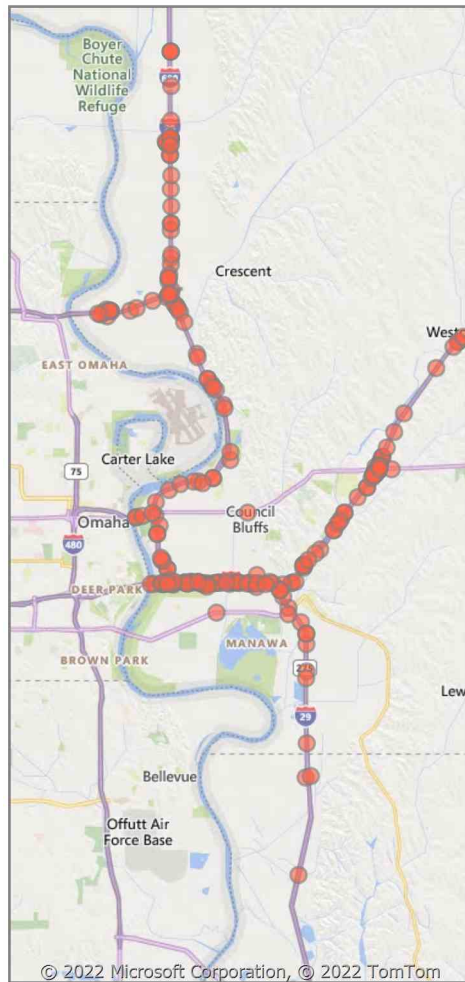 Boyer
Chute
National
Wildlife
Refuge
Crescent
West
EAST OMAHA
Carter Lake
75
Omaha
Council
Bluffs
480
DEER PARK
MANAWA
BROWN PARK
275
Lew
29
Bellevue
Offutt Air
Force Base
© 2022 Microsoft Corporation, © 2022 TomTom